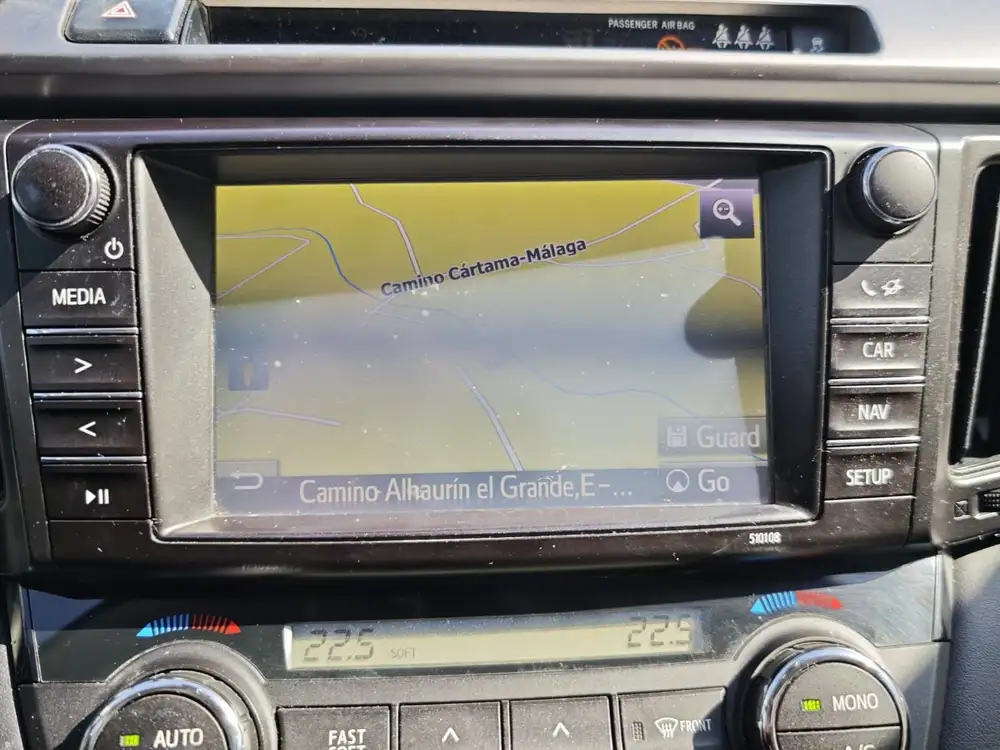 PASSENGER AIR BAG
MEDIA
>
<
CAR
NAV
SETUP
Camino Cártama-Málaga
Guard
Camino Alhaurín el Grande,E-...
Go
510108
22.5
SOFT
22.5
AUTO
FAST
FRONT
MONO